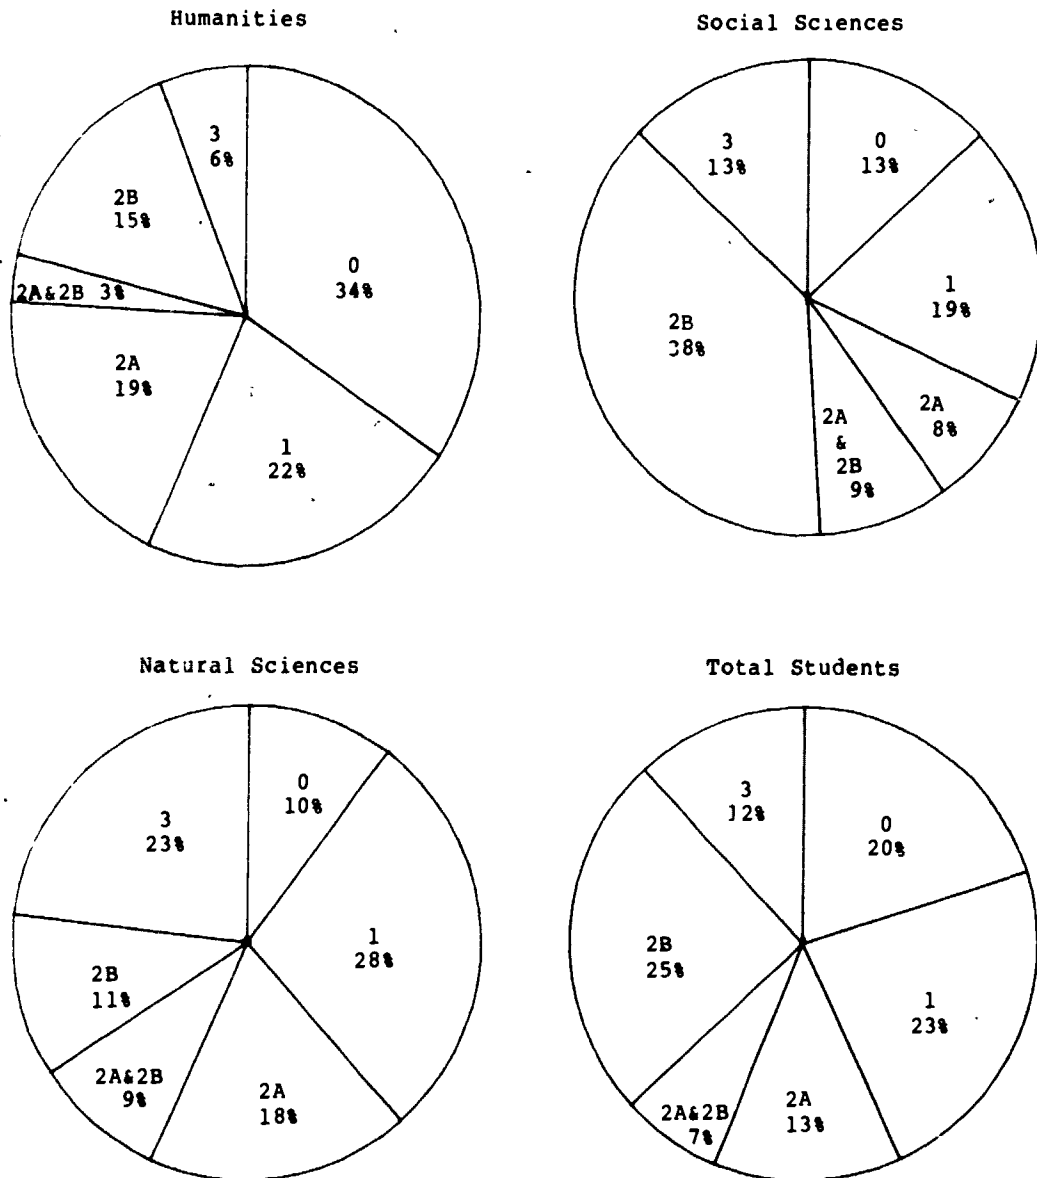 Humanities
3
6%
2B
15%
0
34%
2A&2B 3%
2A
19%
1
22%
Social Sciences
3
13%
0
13%
1
19%
2B
38%
2A
8%
2A
&
2B
9%
Natural Sciences
0
10%
3
23%
1
28%
2B
11%
2A&2B
9%
2A
18%
Total Students
3
12%
0
20%
2B
25%
1
23%
2A&2B
7%
2A
13%